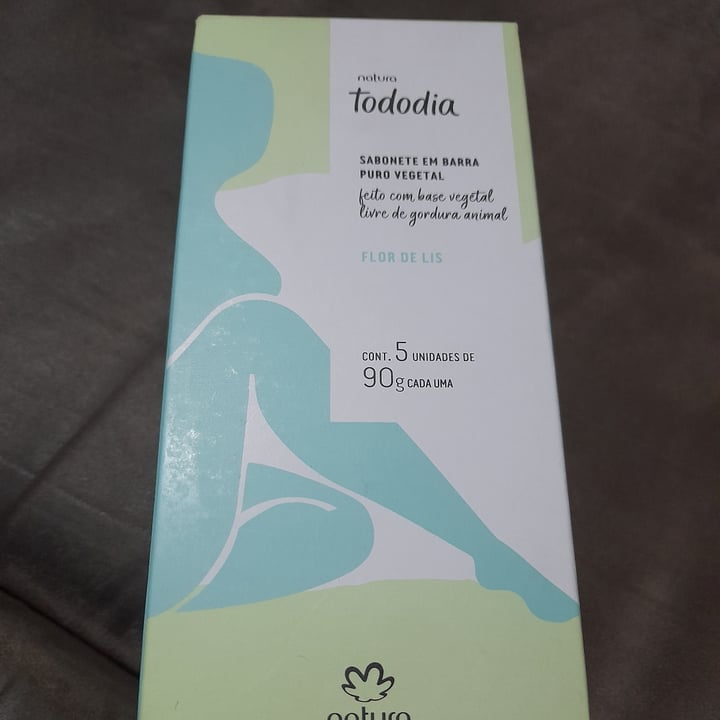 natura
tododia
SABONETE EM BARRA
PURO VEGETAL
feito com base vegetal
livre de gordura animal
FLOR DE LIS
CONT. 5 UNIDADES DE
90g CADA UMA
natura